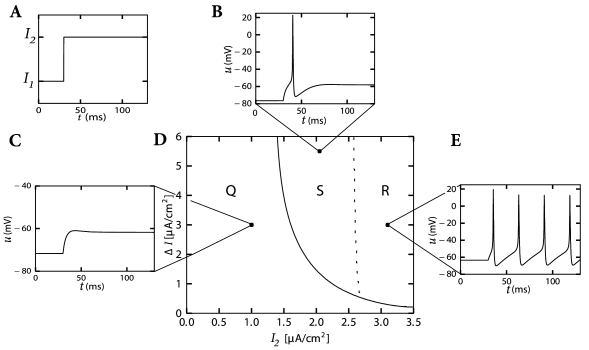 A
I2
I1
0 50 100
t (ms)
B
20
0
−20
−40
−60
−80
u (mV)
0 50 100
t (ms)
C
−40
−60
−80
u (mV)
0 50 100
t (ms)
D
6
5
4
3
2
1
0
Δ I [μA/cm²]
Q S R
0.0 0.5 1.0 1.5 2.0 2.5 3.0 3.5
I2 [μA/cm²]
E
20
0
−20
−40
−60
−80
u (mV)
0 50 100
t (ms)